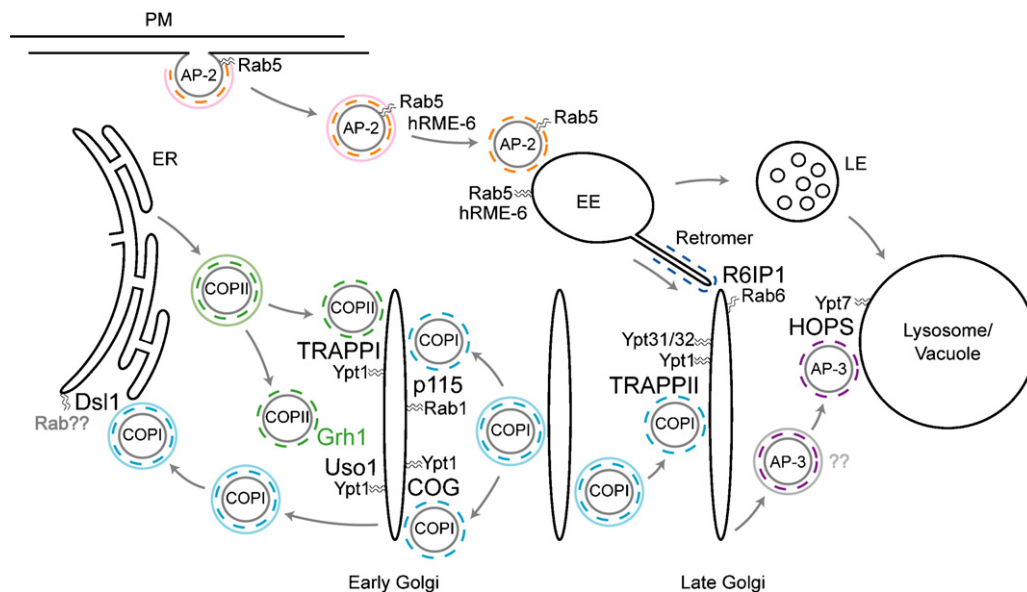 PM
AP-2
Rab5
AP-2
Rab5
hRME-6
AP-2
Rab5
ER
Rab5
hRME-6
EE
LE
Retromer
R6IP1
Rab6
COPII
COPII
TRAPPI
Ypt1
COPI
p115
Rab1
Ypt31/32
Ypt1
TRAPPII
Ypt7
HOPS
AP-3
Lysosome/
Vacuole
Dsl1
Rab??
COPI
COPII
Grh1
COPI
COPI
Uso1
Ypt1
Ypt1
COG
COPI
COPI
COPI
AP-3
??
Early Golgi
Late Golgi